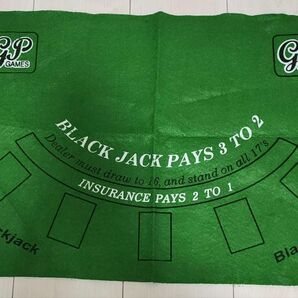 GP
GAMES
G
BLACK JACK PAYS 3 TO 2
Dealer must draw to 16, and stand on all 17's
INSURANCE PAYS 2 TO 1
ckjack
Bla